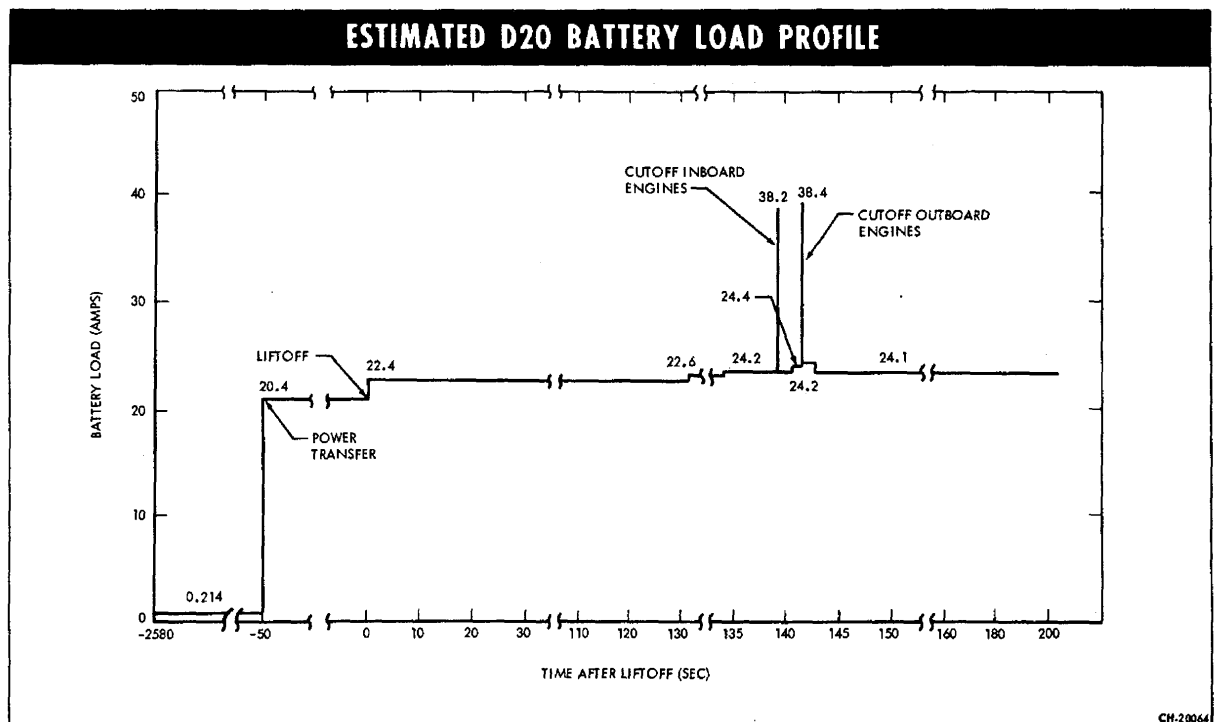 ESTIMATED D20 BATTERY LOAD PROFILE
50
40
30
20
10
0
BATTERY LOAD (AMPS)
CUTOFF INBOARD
ENGINES
38.2
38.4
CUTOFF OUTBOARD
ENGINES
24.4
LIFTOFF
22.4
22.6
24.2
24.1
20.4
24.2
POWER
TRANSFER
0.214
-2580
-50
0
10
20
30
110
120
130
135
140
145
150
160
180
200
TIME AFTER LIFTOFF (SEC)
CH-20064